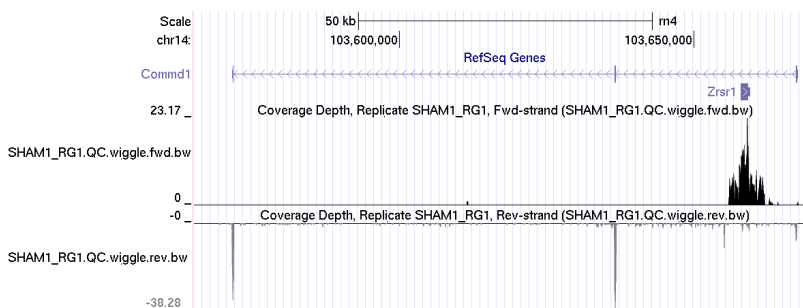 Scale 50 kb rn4
chr14: 103,600,000 103,650,000
RefSeq Genes
Commd1
Zrsr1
23.17 _ Coverage Depth, Replicate SHAM1_RG1, Fwd-strand (SHAM1_RG1.QC.wiggle.fwd.bw)
SHAM1_RG1.QC.wiggle.fwd.bw
0 _
-0 _ Coverage Depth, Replicate SHAM1_RG1, Rev-strand (SHAM1_RG1.QC.wiggle.rev.bw)
SHAM1_RG1.QC.wiggle.rev.bw
-38.28